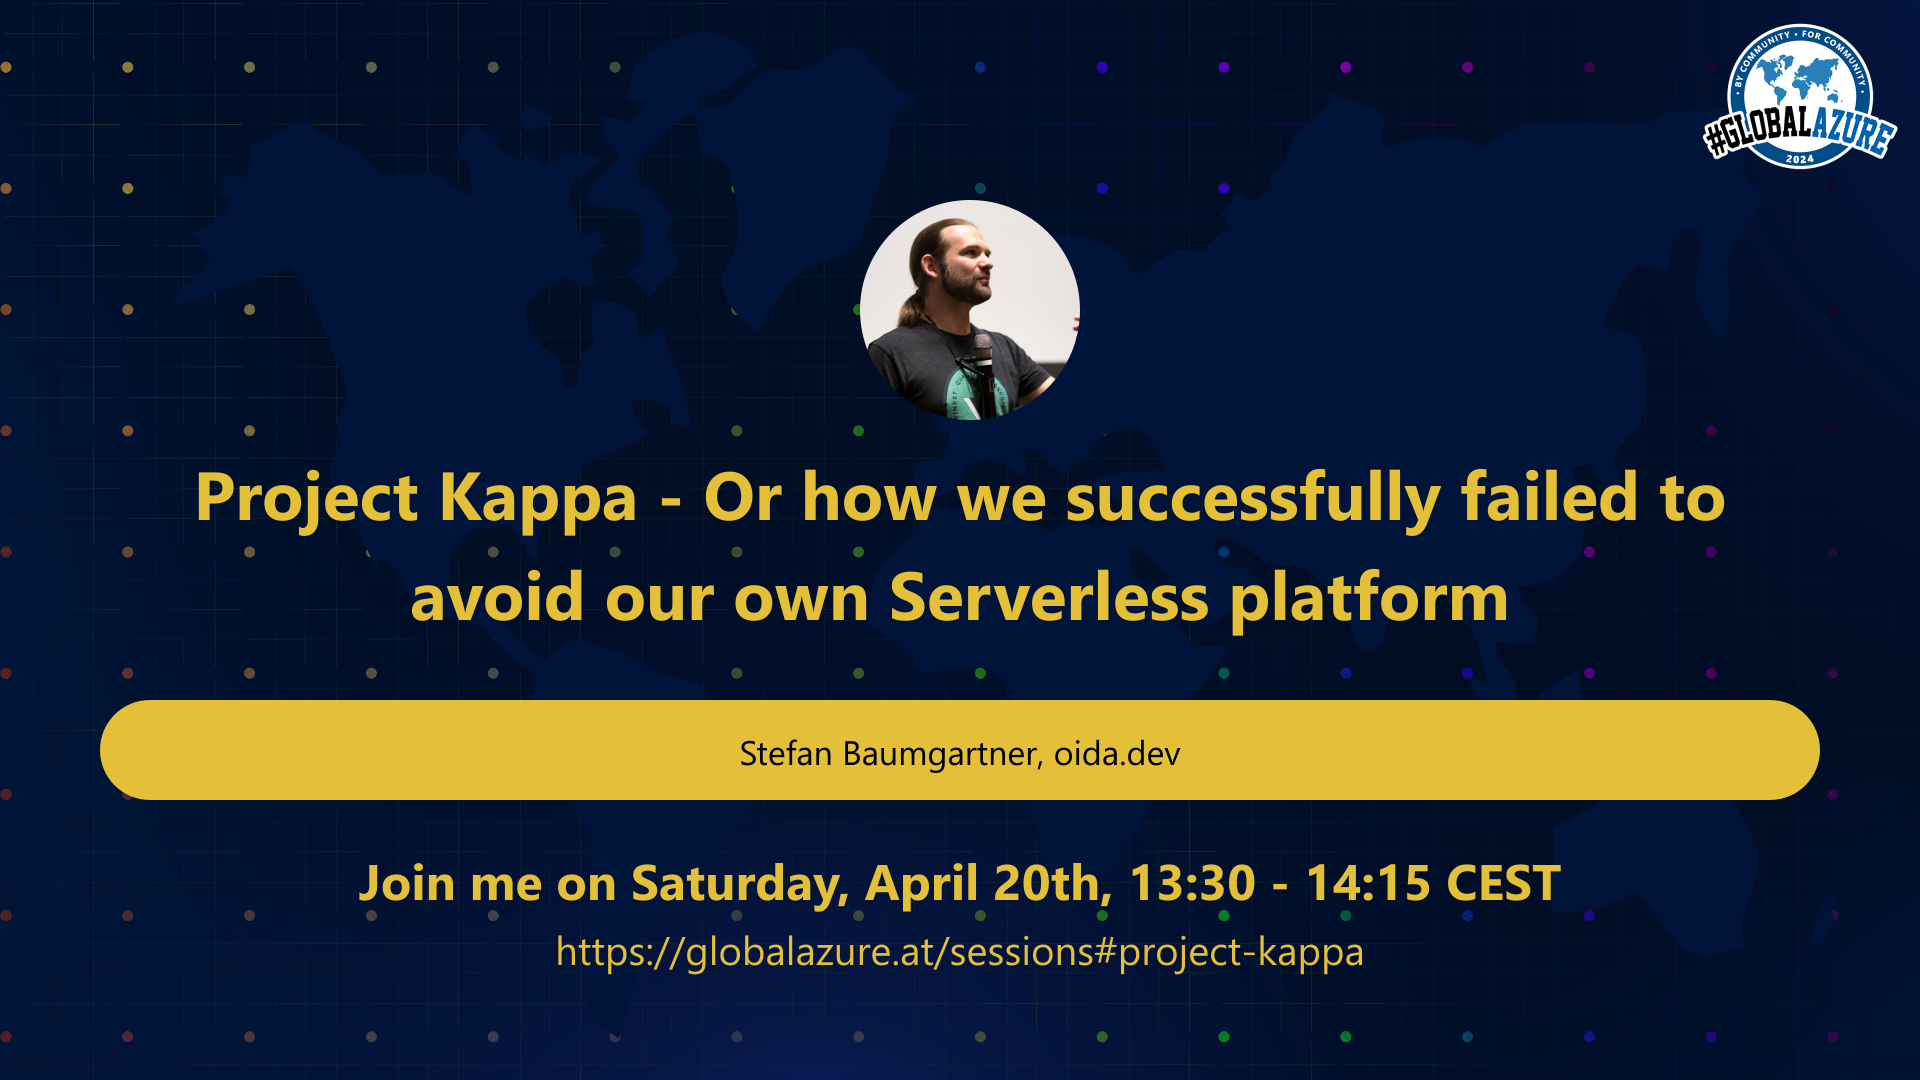 • BY COMMUNITY • FOR COMMUNITY •
#GLOBALAZURE
2024
Project Kappa - Or how we successfully failed to
avoid our own Serverless platform
Stefan Baumgartner, oida.dev
Join me on Saturday, April 20th, 13:30 - 14:15 CEST
https://globalazure.at/sessions#project-kappa